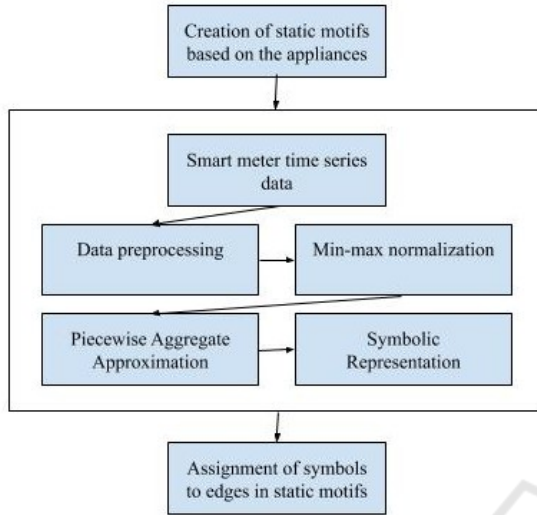 Creation of static motifs
based on the appliances
Smart meter time series
data
Data preprocessing
Min-max normalization
Piecewise Aggregate
Approximation
Symbolic
Representation
Assignment of symbols
to edges in static motifs